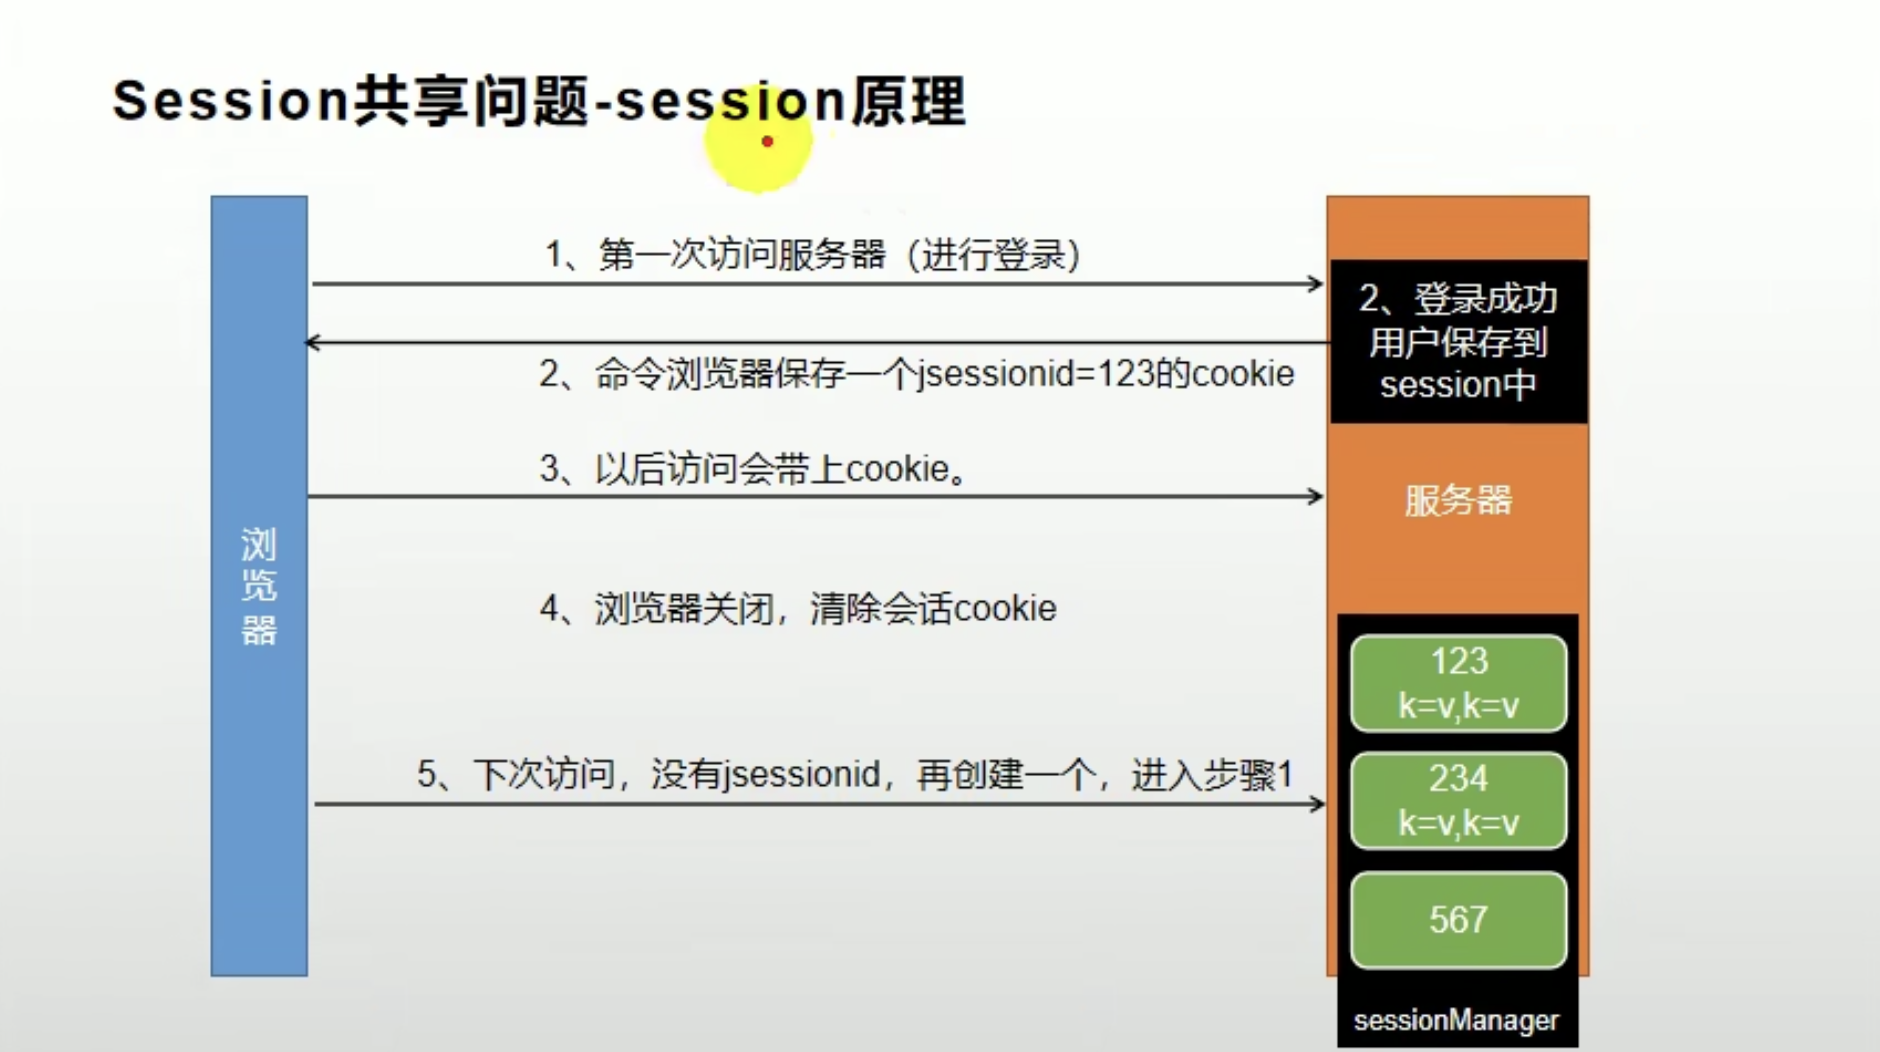 Session共享问题-session原理
1、第一次访问服务器（进行登录）
2、登录成功
用户保存到
session中
2、命令浏览器保存一个jsessionid=123的cookie
3、以后访问会带上cookie。
服务器
浏
览
器
4、浏览器关闭，清除会话cookie
123
k=v,k=v
5、下次访问，没有jsessionid，再创建一个，进入步骤1
234
k=v,k=v
567
sessionManager